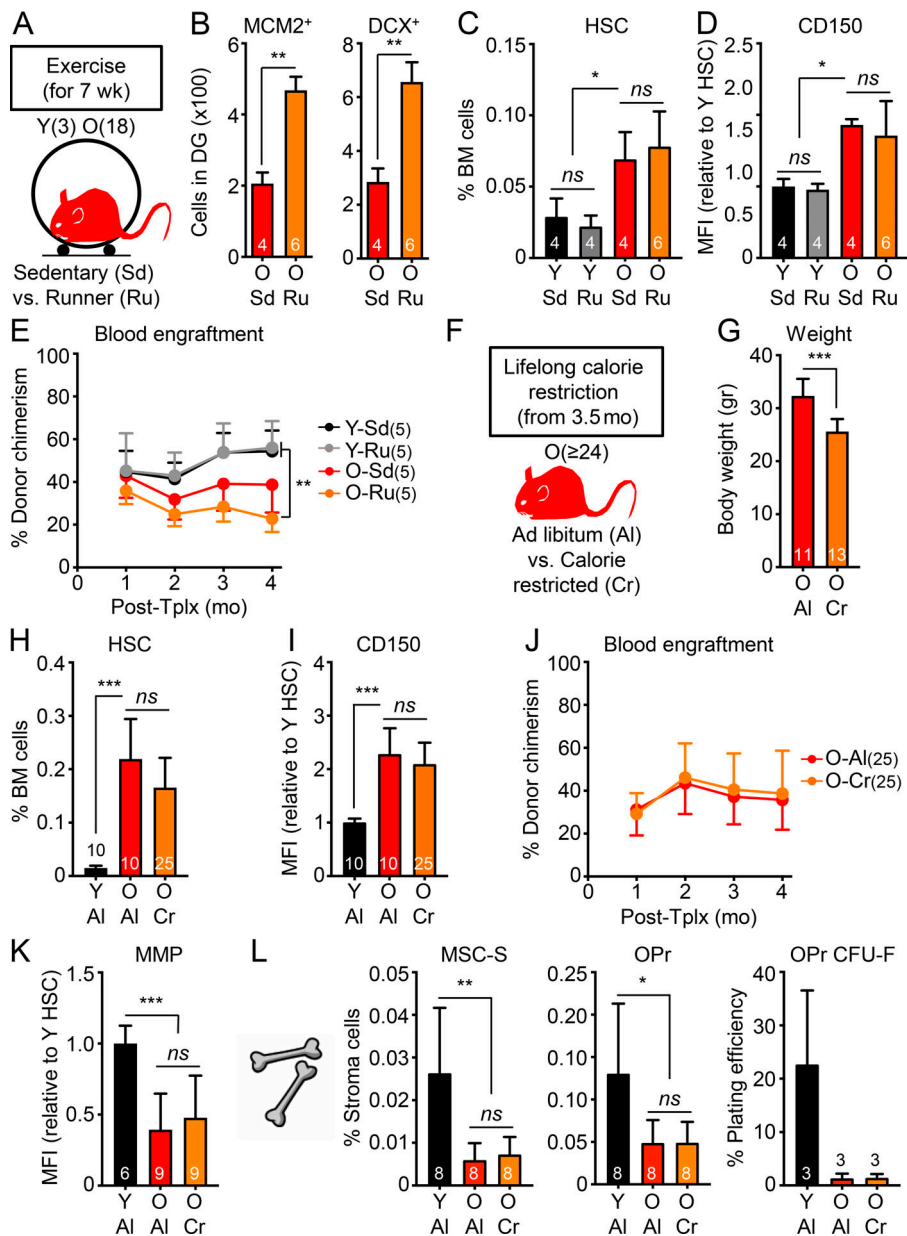 A
Exercise
(for 7 wk)
Y(3) O(18)
Sedentary (Sd)
vs. Runner (Ru)
B
MCM2⁺
DCX⁺
Cells in DG (x100)
6
4
2
0
8
6
4
2
0
**
**
4
6
4
6
O
O
O
O
Sd
Ru
Sd
Ru
C
HSC
% BM cells
0.15
0.10
0.05
0.00
*
ns
ns
4
4
4
6
Y
Y
O
O
Sd
Ru
Sd
Ru
D
CD150
MFI (relative to Y HSC)
2.0
1.5
1.5
1.0
0.5
0.0
*
ns
ns
4
4
4
6
Y
Y
O
O
Sd
Ru
Sd
Ru
E
Blood engraftment
% Donor chimerism
100
80
60
40
20
0
0
1
2
3
4
Post-Tplx (mo)
Y-Sd(5)
Y-Ru(5)
O-Sd(5)
O-Ru(5)
**
F
Lifelong calorie
restriction
(from 3.5 mo)
O(≥24)
Ad libitum (Al)
vs. Calorie
restricted (Cr)
G
Weight
Body weight (gr)
40
30
20
10
0
***
11
13
O
O
Al
Cr
H
HSC
% BM cells
0.4
0.3
0.2
0.1
0.0
***
ns
10
10
25
Y
O
O
Al
Al
Cr
I
CD150
MFI (relative to Y HSC)
4
3
2
1
0
***
ns
10
10
25
Y
O
O
Al
Al
Cr
J
Blood engraftment
% Donor chimerism
100
80
60
40
20
0
0
1
2
3
4
Post-Tplx (mo)
O-Al(25)
O-Cr(25)
K
MMP
MFI (relative to Y HSC)
1.5
1.0
0.5
0.0
***
ns
6
9
9
Y
O
O
Al
Al
Cr
L
MSC-S
% Stroma cells
0.05
0.04
0.03
0.02
0.01
0.00
**
ns
8
8
8
Y
O
O
Al
Al
Cr
OPr
0.25
0.20
0.15
0.10
0.05
0.00
*
ns
8
8
8
Y
O
O
Al
Al
Cr
OPr CFU-F
% Plating efficiency
40
30
20
10
0
3
3
3
Y
O
O
Al
Al
Cr